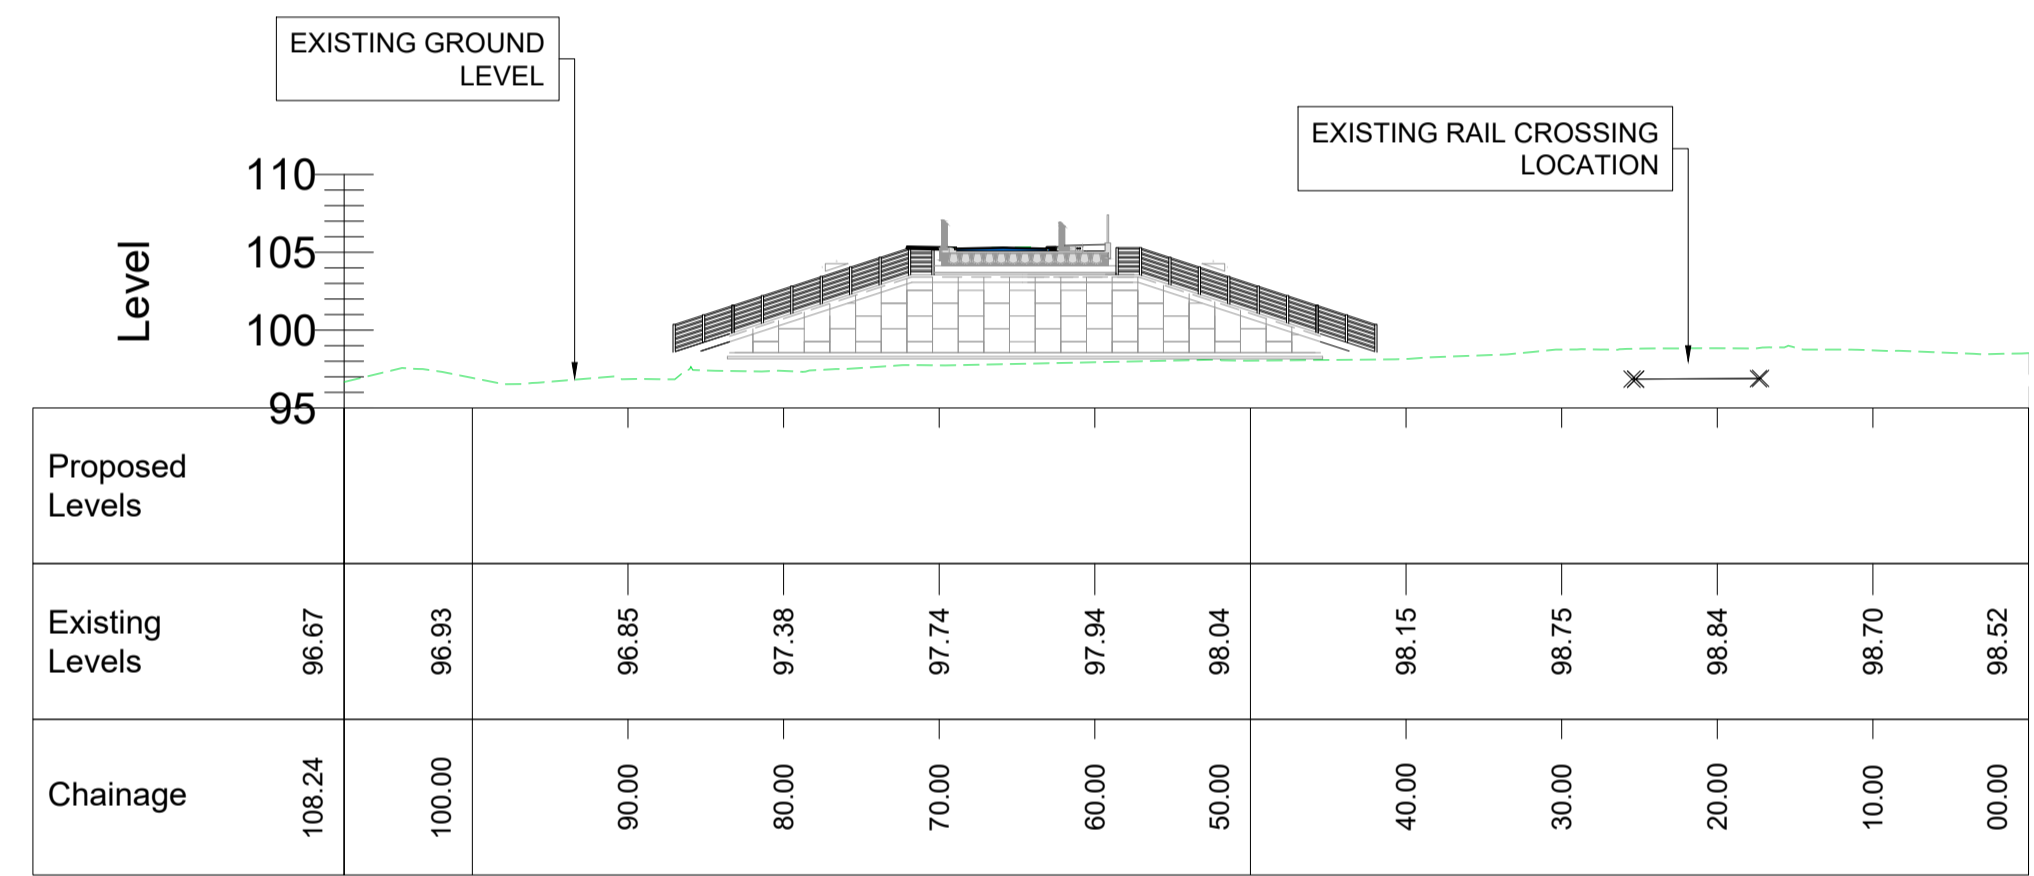 EXISTING GROUND
LEVEL
EXISTING RAIL CROSSING
LOCATION
Level
110
105
100
95
Proposed
Levels
Existing
Levels
96.67 96.93 96.85 97.38 97.74 97.94 98.04 98.15 98.75 98.84 98.70 98.52
Chainage
108.24 100.00 90.00 80.00 70.00 60.00 50.00 40.00 30.00 20.00 10.00 00.00